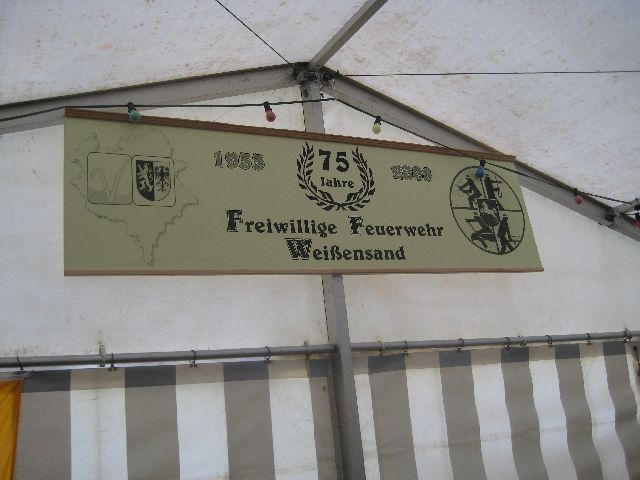 1933
75
Jahre
2008
Freiwillige Feuerwehr
Weißensand